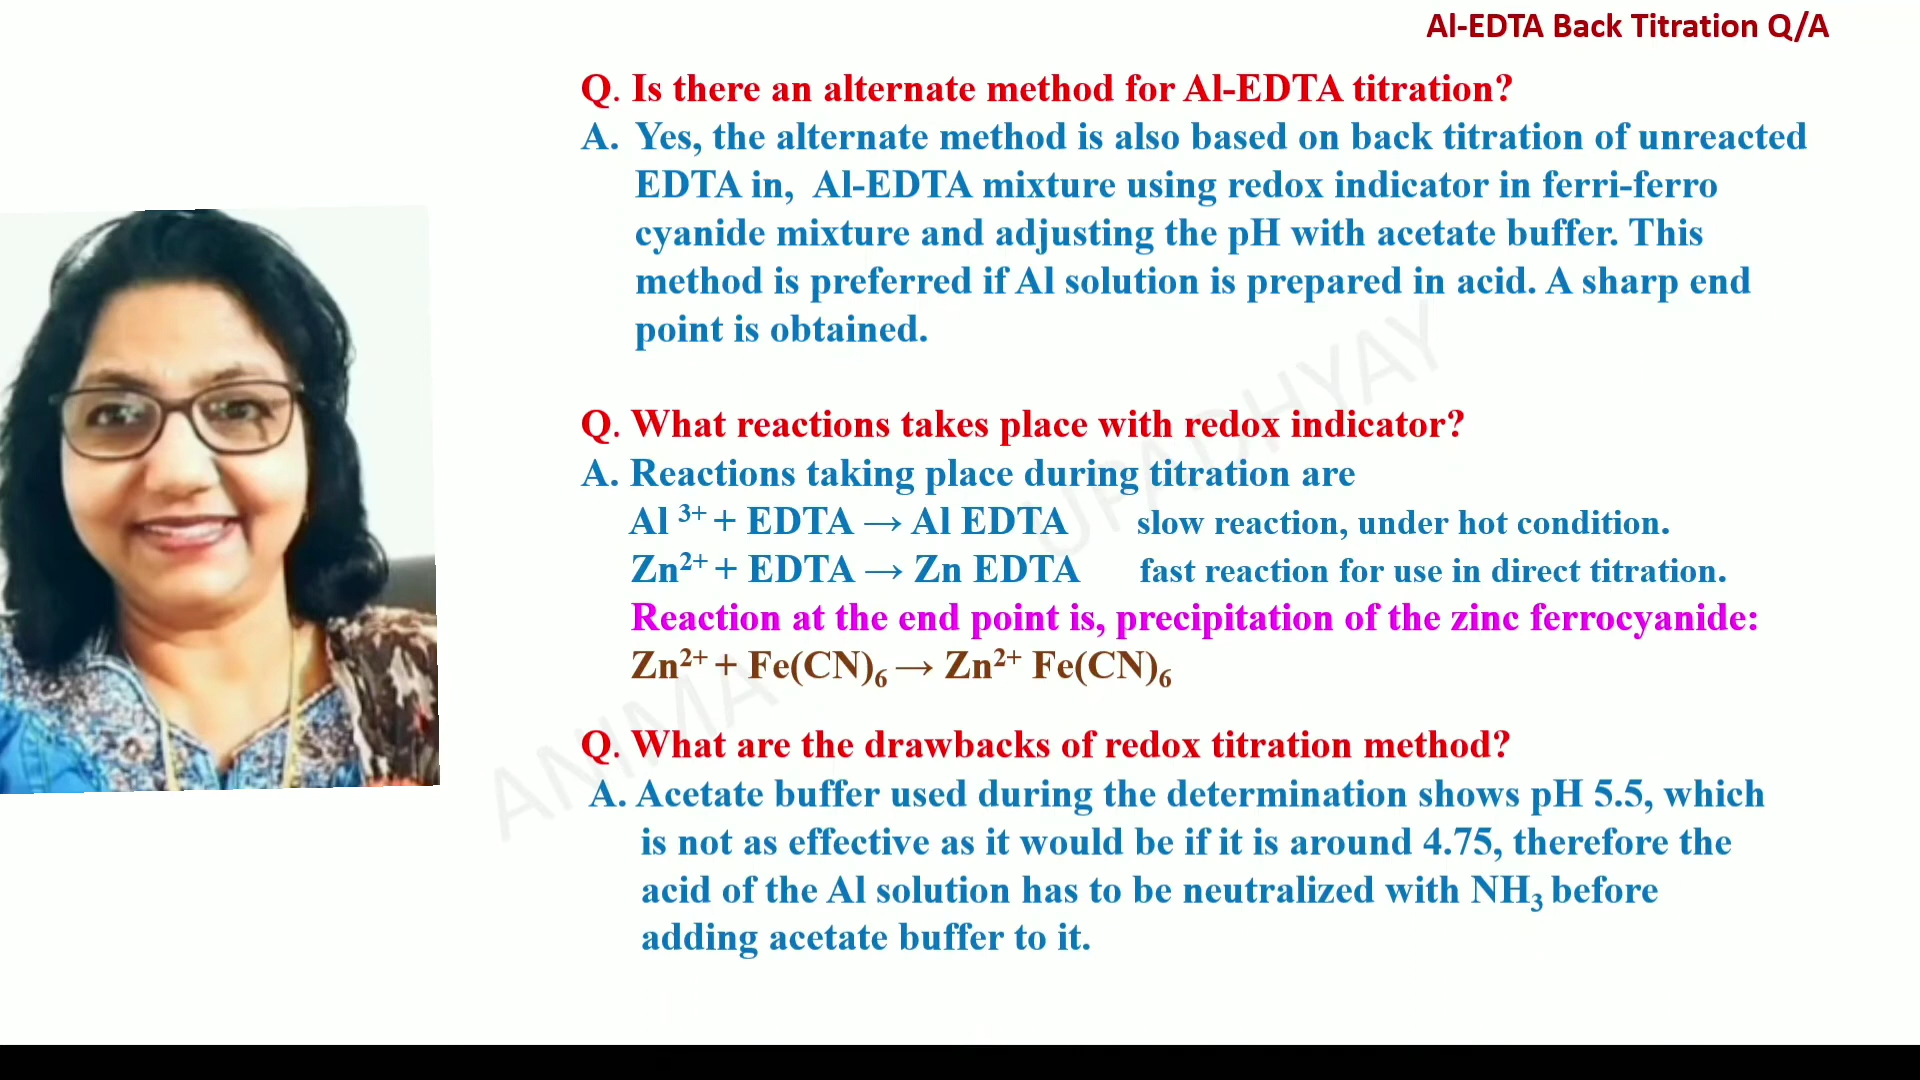 Al-EDTA Back Titration Q/A
Q. Is there an alternate method for Al-EDTA titration?
A. Yes, the alternate method is also based on back titration of unreacted
EDTA in, Al-EDTA mixture using redox indicator in ferri-ferro
cyanide mixture and adjusting the pH with acetate buffer. This
method is preferred if Al solution is prepared in acid. A sharp end
point is obtained.
Q. What reactions takes place with redox indicator?
A. Reactions taking place during titration are
Al ³⁺ + EDTA → Al EDTA slow reaction, under hot condition.
Zn²⁺ + EDTA → Zn EDTA fast reaction for use in direct titration.
Reaction at the end point is, precipitation of the zinc ferrocyanide:
Zn²⁺ + Fe(CN)₆ → Zn²⁺ Fe(CN)₆
Q. What are the drawbacks of redox titration method?
A. Acetate buffer used during the determination shows pH 5.5, which
is not as effective as it would be if it is around 4.75, therefore the
acid of the Al solution has to be neutralized with NH₃ before
adding acetate buffer to it.
ANIMA UPADHYAY